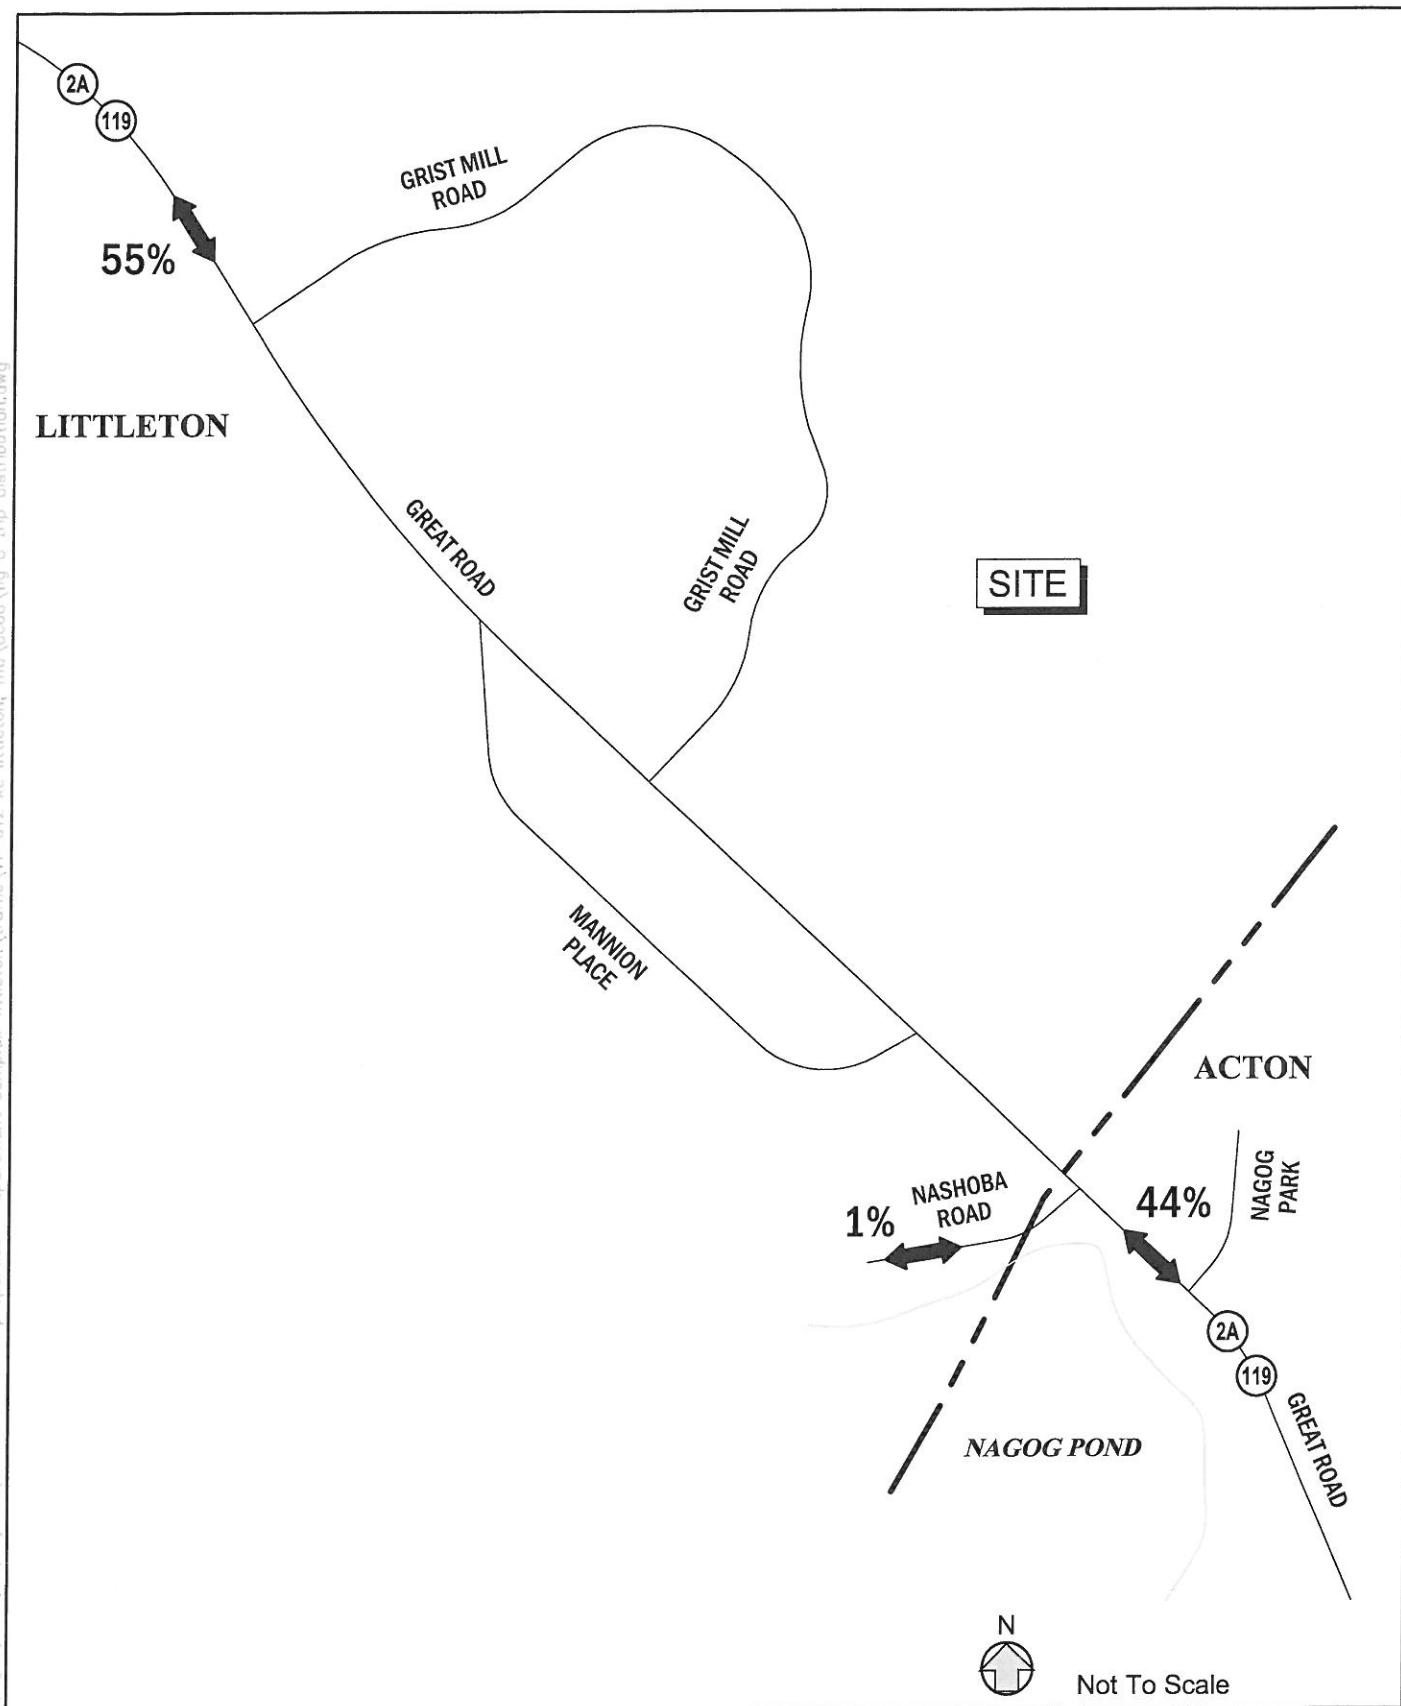 2A
119
GRIST MILL
ROAD
55%
LITTLETON
GREAT ROAD
GRIST MILL
ROAD
SITE
MANNION
PLACE
ACTON
NAGOG
PARK
NASHOBA
ROAD
1%
44%
2A
119
GREAT ROAD
NAGOG POND
N
Not To Scale